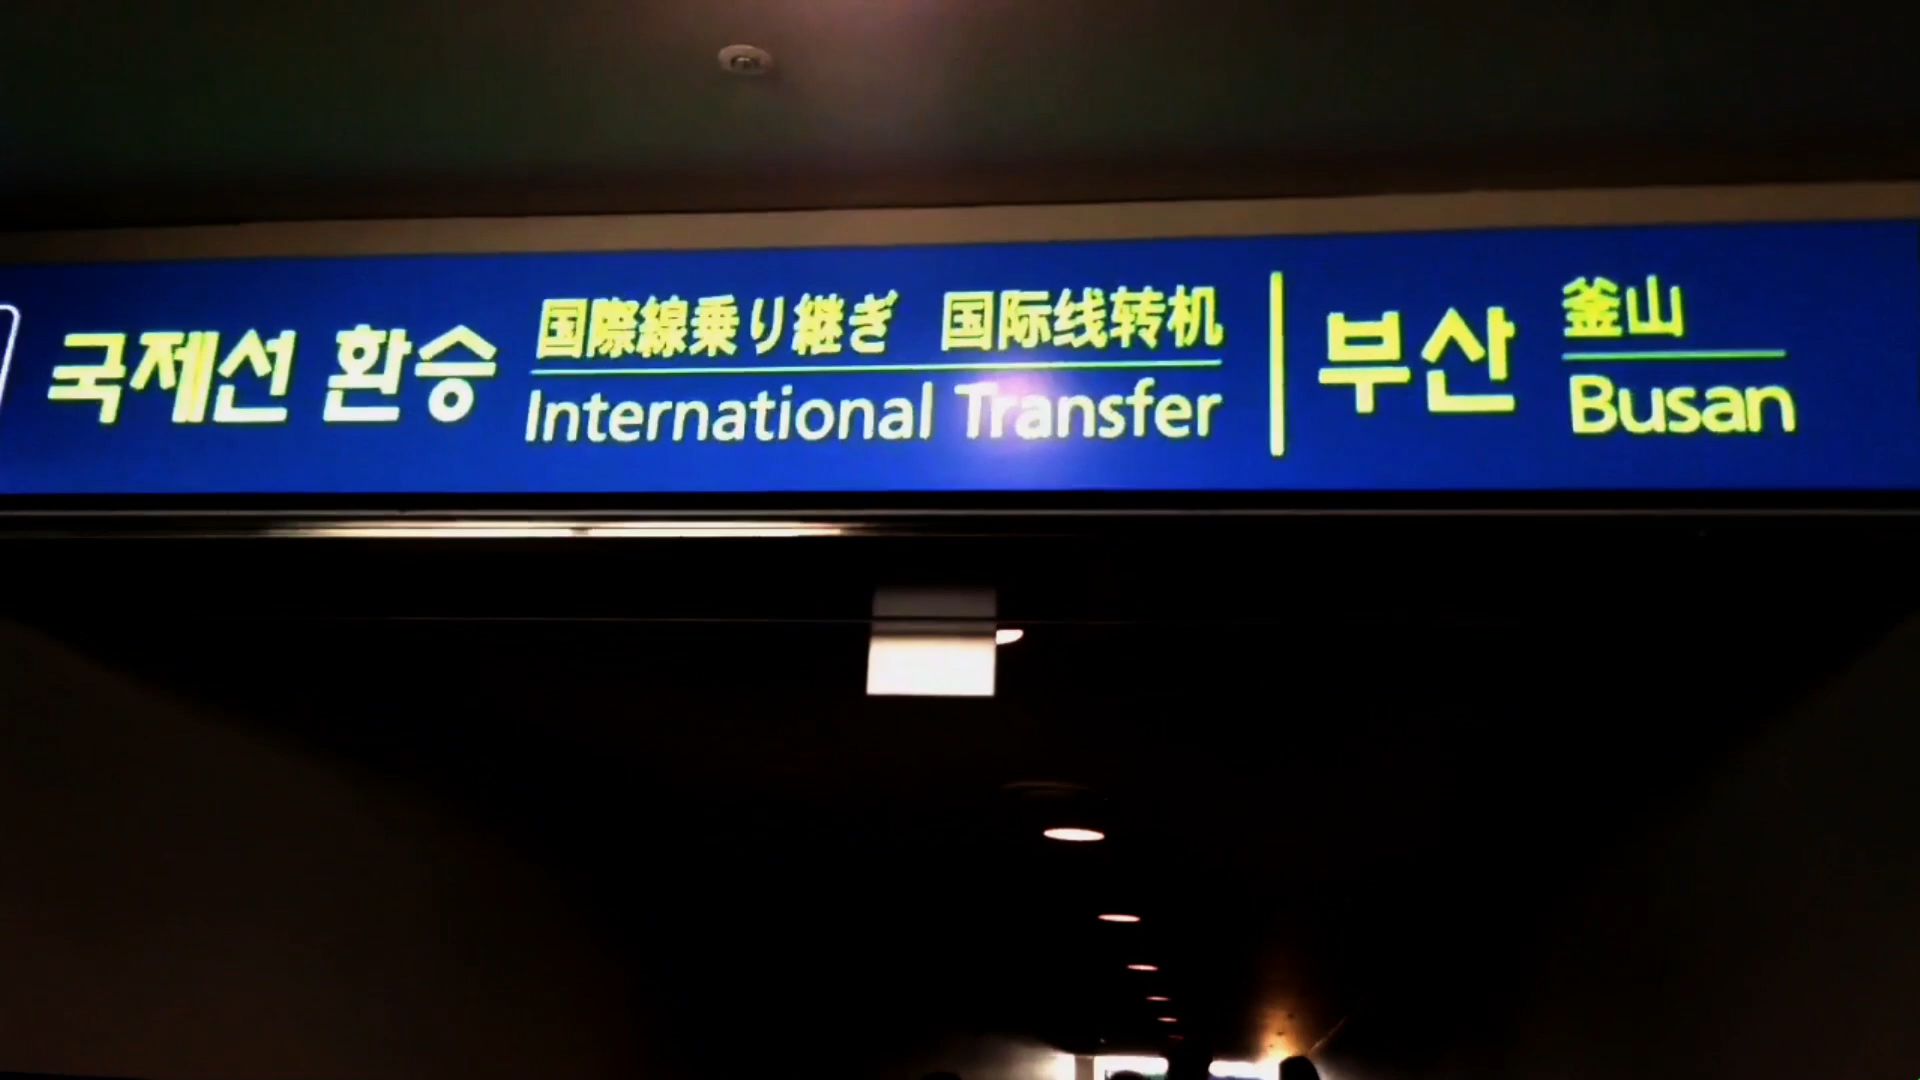 국제선 환승
国際線乗り継ぎ 国际线转机
International Transfer
부산
釜山
Busan